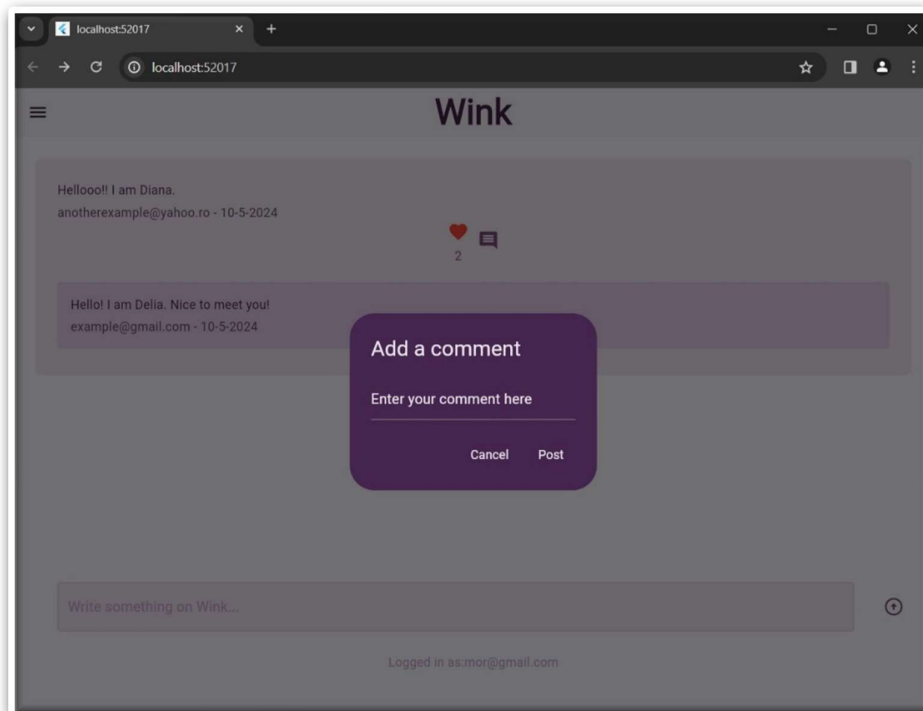 localhost:52017
localhost:52017
Wink
Hellooo!! I am Diana.
anotherexample@yahoo.ro - 10-5-2024
2
Hello! I am Delia. Nice to meet you!
example@gmail.com - 10-5-2024
Add a comment
Enter your comment here
Cancel Post
Write something on Wink...
Logged in as:mor@gmail.com